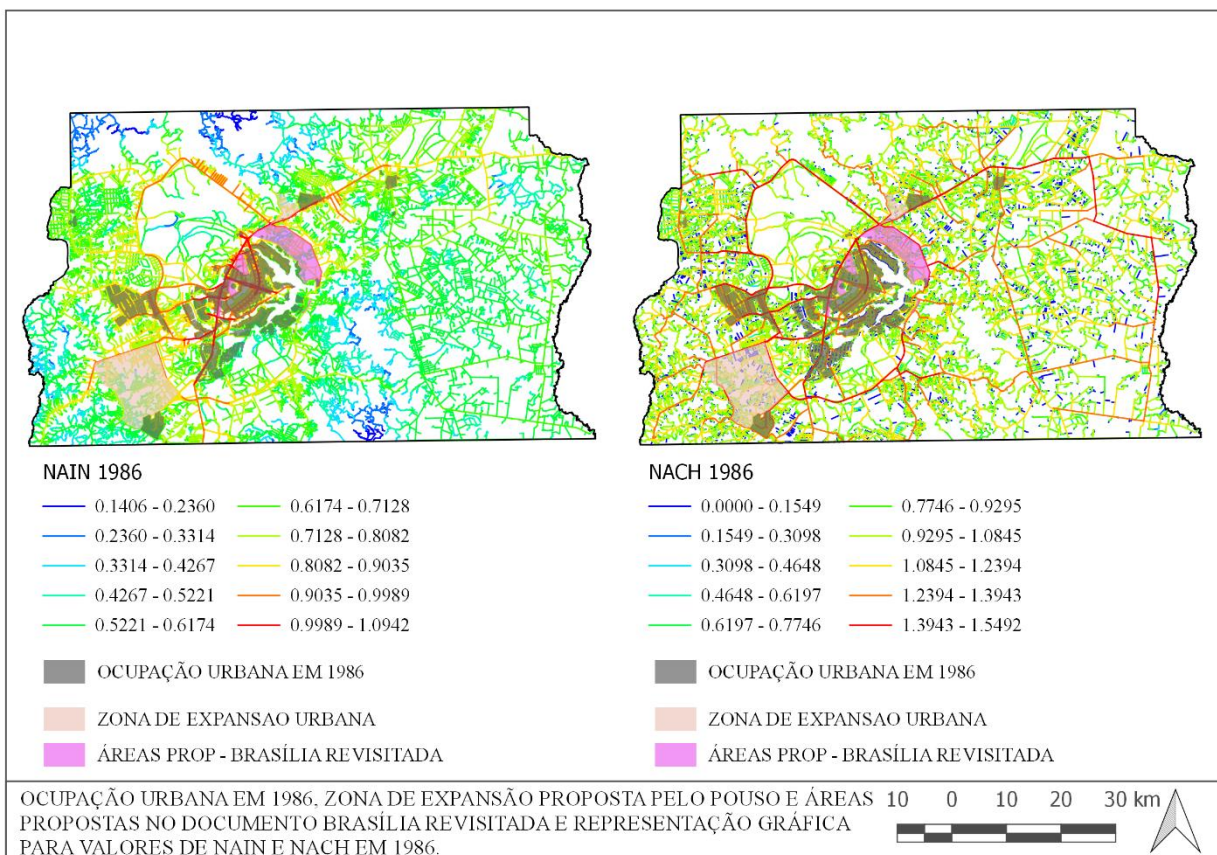 NAIN 1986
0.1406 - 0.2360
0.2360 - 0.3314
0.3314 - 0.4267
0.4267 - 0.5221
0.5221 - 0.6174
0.6174 - 0.7128
0.7128 - 0.8082
0.8082 - 0.9035
0.9035 - 0.9989
0.9989 - 1.0942
OCUPAÇÃO URBANA EM 1986
ZONA DE EXPANSAO URBANA
ÁREAS PROP - BRASÍLIA REVISITADA
NACH 1986
0.0000 - 0.1549
0.1549 - 0.3098
0.3098 - 0.4648
0.4648 - 0.6197
0.6197 - 0.7746
0.7746 - 0.9295
0.9295 - 1.0845
1.0845 - 1.2394
1.2394 - 1.3943
1.3943 - 1.5492
OCUPAÇÃO URBANA EM 1986
ZONA DE EXPANSAO URBANA
ÁREAS PROP - BRASÍLIA REVISITADA
OCUPAÇÃO URBANA EM 1986, ZONA DE EXPANSÃO PROPOSTA PELO POUSO E ÁREAS
PROPOSTAS NO DOCUMENTO BRASÍLIA REVISITADA E REPRESENTAÇÃO GRÁFICA
PARA VALORES DE NAIN E NACH EM 1986.
10 0 10 20 30 km